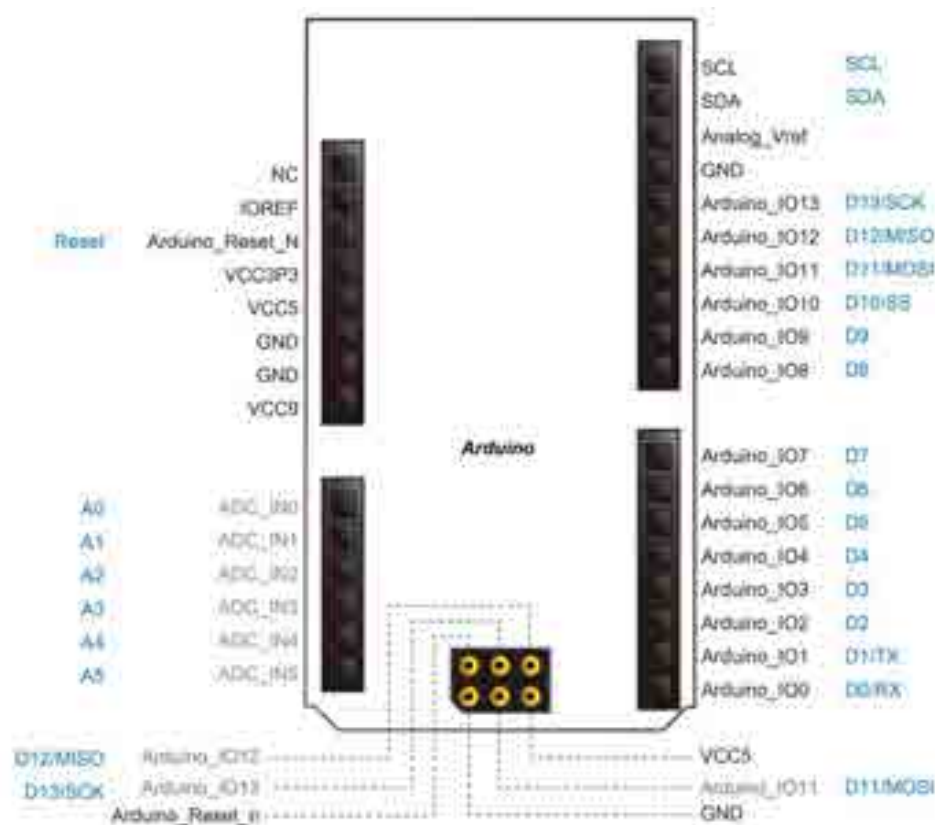 SCL SCL
SDA SDA
Analog_Vref
NC GND
IOREF Arduino_IO13 D13/SCK
Reset Arduino_Reset_N Arduino_IO12 D12/MISO
VCC3P3 Arduino_IO11 D11/MOSI
VCC5 Arduino_IO10 D10/SS
GND Arduino_IO9 D9
GND Arduino_IO8 D8
VCC9
Arduino
Arduino_IO7 D7
Arduino_IO6 D6
A0 ADC_IN0 Arduino_IO5 D5
A1 ADC_IN1 Arduino_IO4 D4
A2 ADC_IN2 Arduino_IO3 D3
A3 ADC_IN3 Arduino_IO2 D2
A4 ADC_IN4 Arduino_IO1 D1/TX
A5 ADC_IN5 Arduino_IO0 D0/RX
D12/MISO Arduino_IO12 VCC5
D13/SCK Arduino_IO13 Arduino_IO11 D11/MOSI
Arduino_Reset_n GND